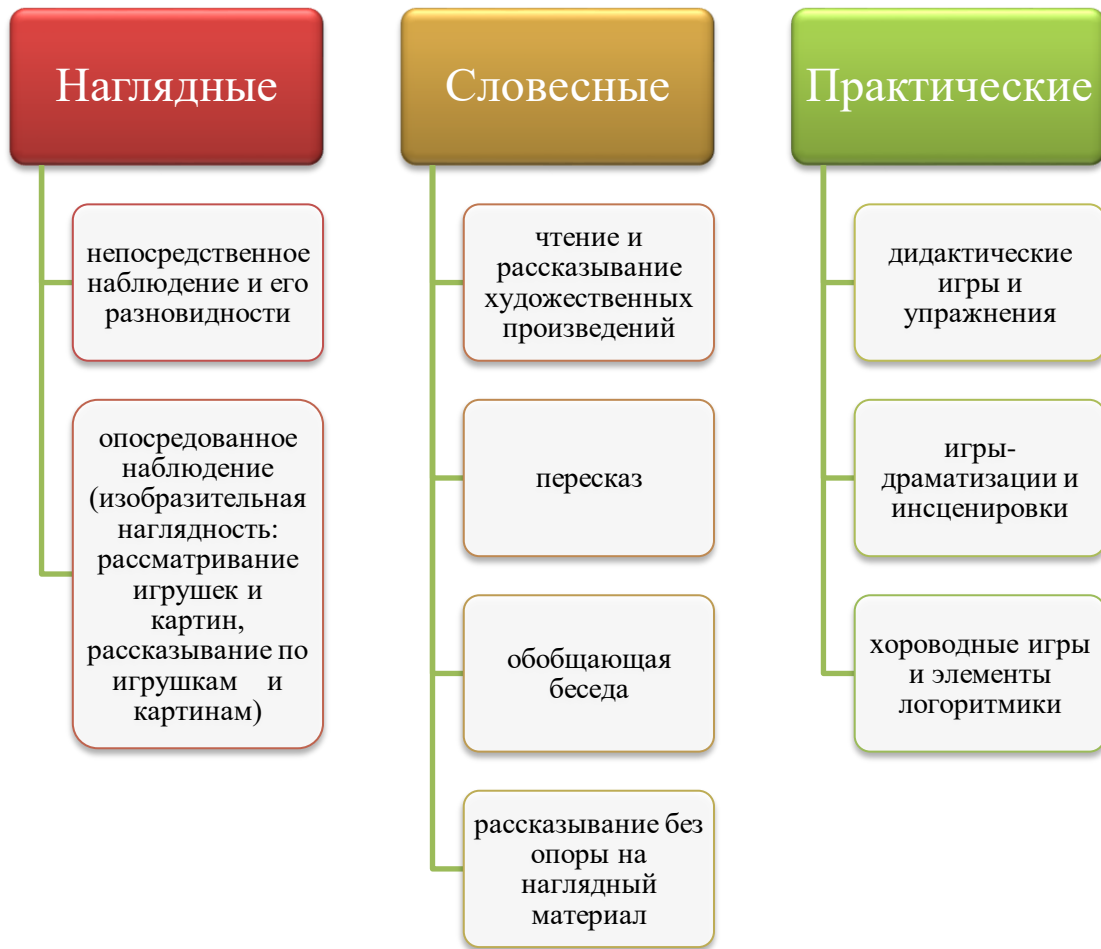 Наглядные
непосредственное
наблюдение и его
разновидности
опосредованное
наблюдение
(изобразительная
наглядность:
рассматривание
игрушек и
картин,
рассказывание по
игрушкам и
картинам)
Словесные
чтение и
рассказывание
художественных
произведений
пересказ
обобщающая
беседа
рассказывание без
опоры на
наглядный
материал
Практические
дидактические
игры и
упражнения
игры-
драматизации и
инсценировки
хороводные игры
и элементы
логоритмики